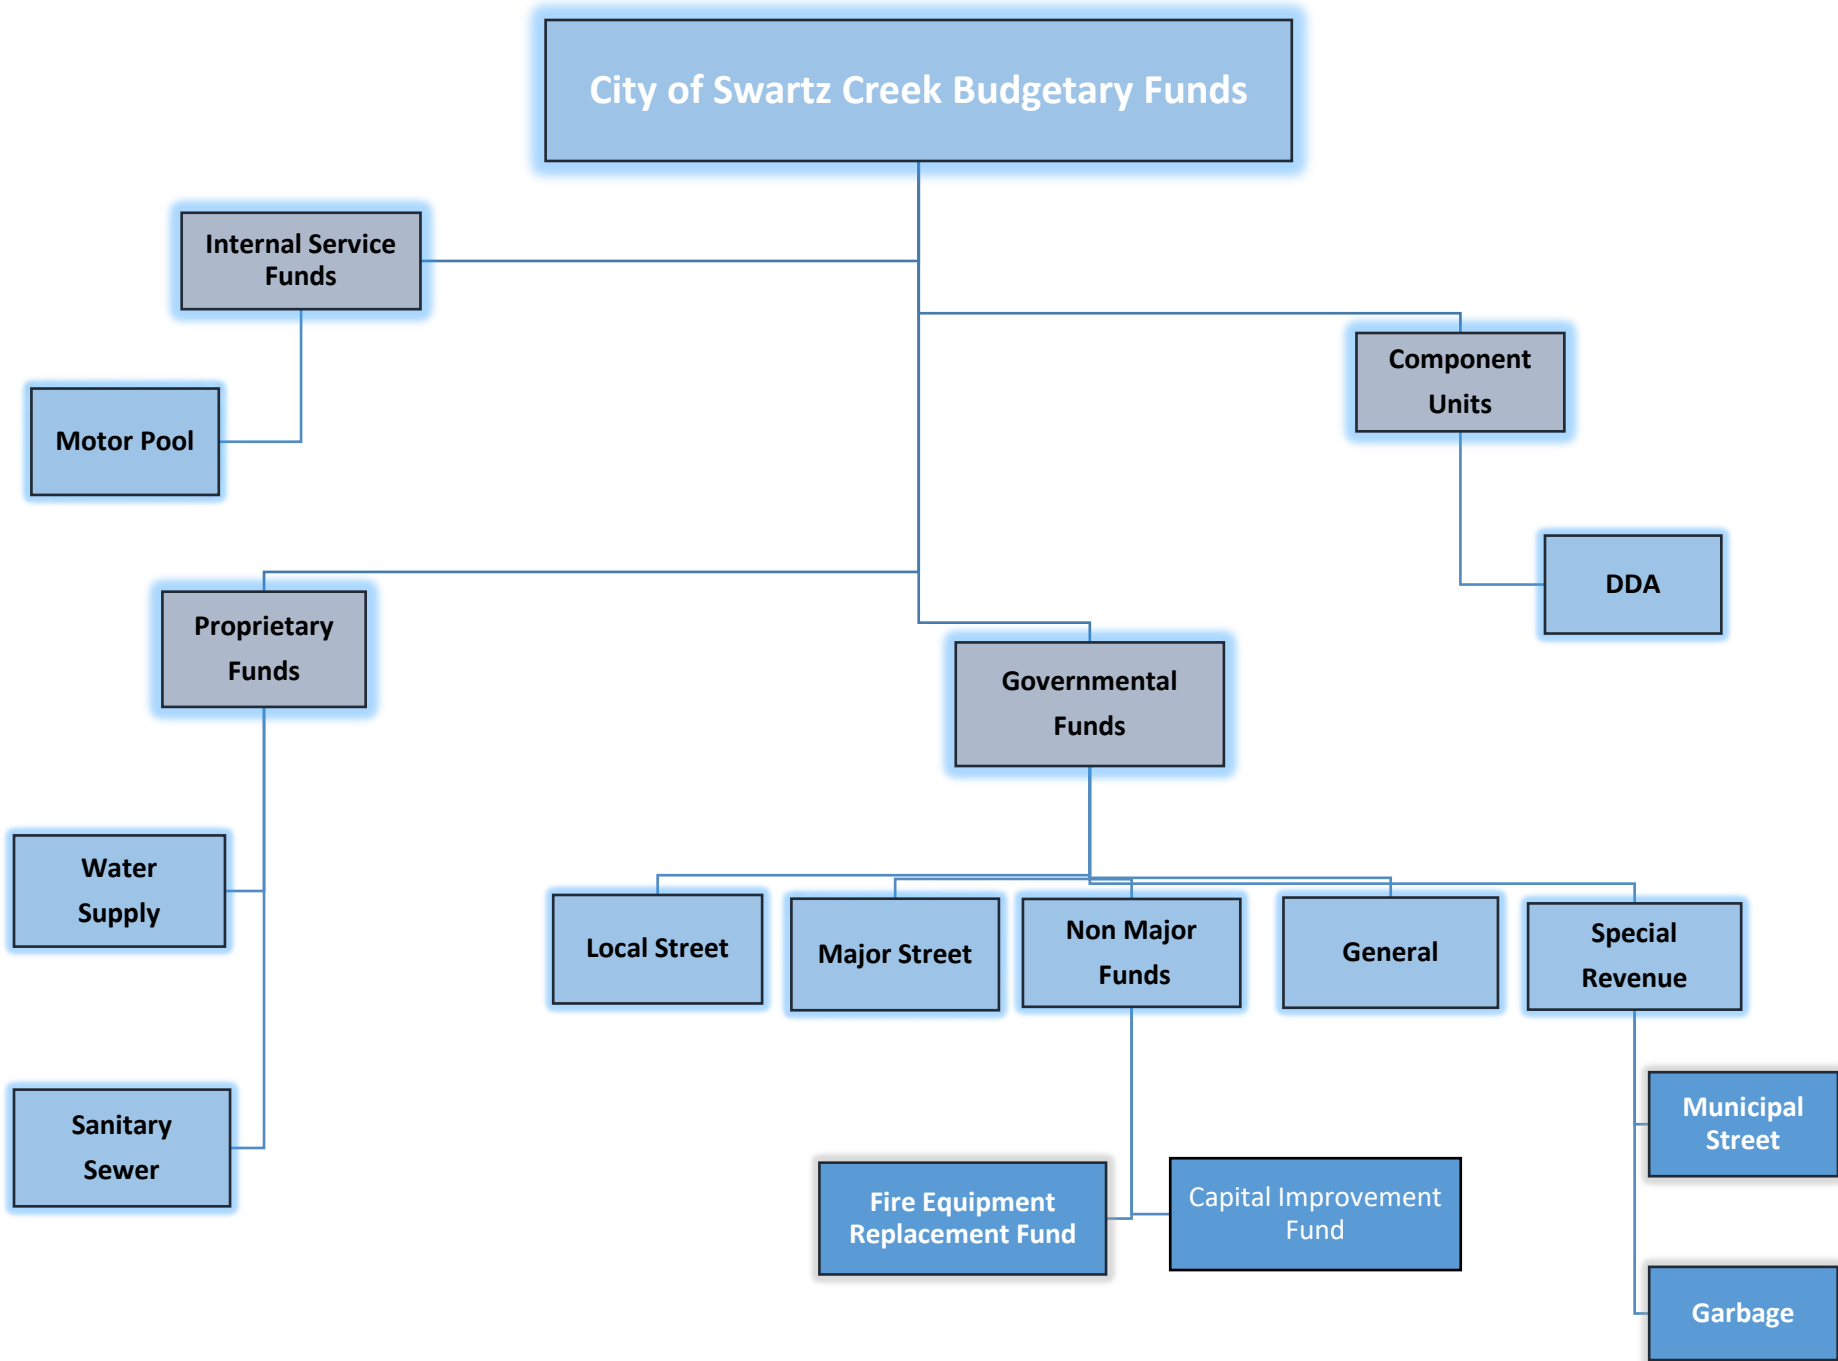 City of Swartz Creek Budgetary Funds
Internal Service
Funds
Component
Units
Motor Pool
DDA
Proprietary
Funds
Governmental
Funds
Water
Supply
Local Street
Major Street
Non Major
Funds
General
Special
Revenue
Sanitary
Sewer
Municipal
Street
Fire Equipment
Replacement Fund
Capital Improvement
Fund
Garbage